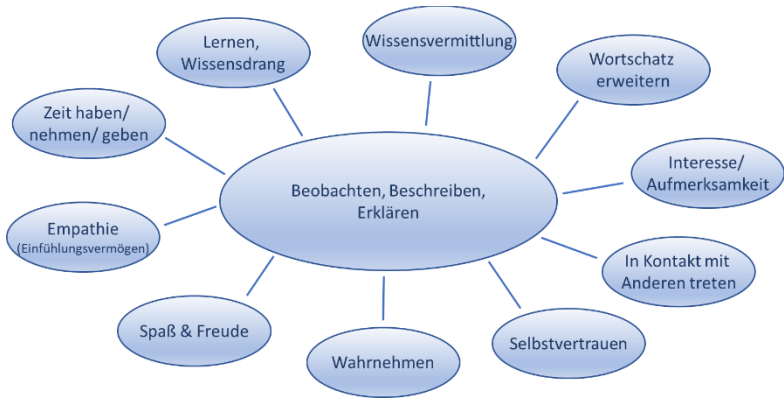 Wissensvermittlung
Lernen,
Wissensdrang
Wortschatz
erweitern
Zeit haben/
nehmen/ geben
Interesse/
Aufmerksamkeit
Beobachten, Beschreiben,
Erklären
Empathie
(Einfühlungsvermögen)
In Kontakt mit
Anderen treten
Spaß & Freude
Selbstvertrauen
Wahrnehmen